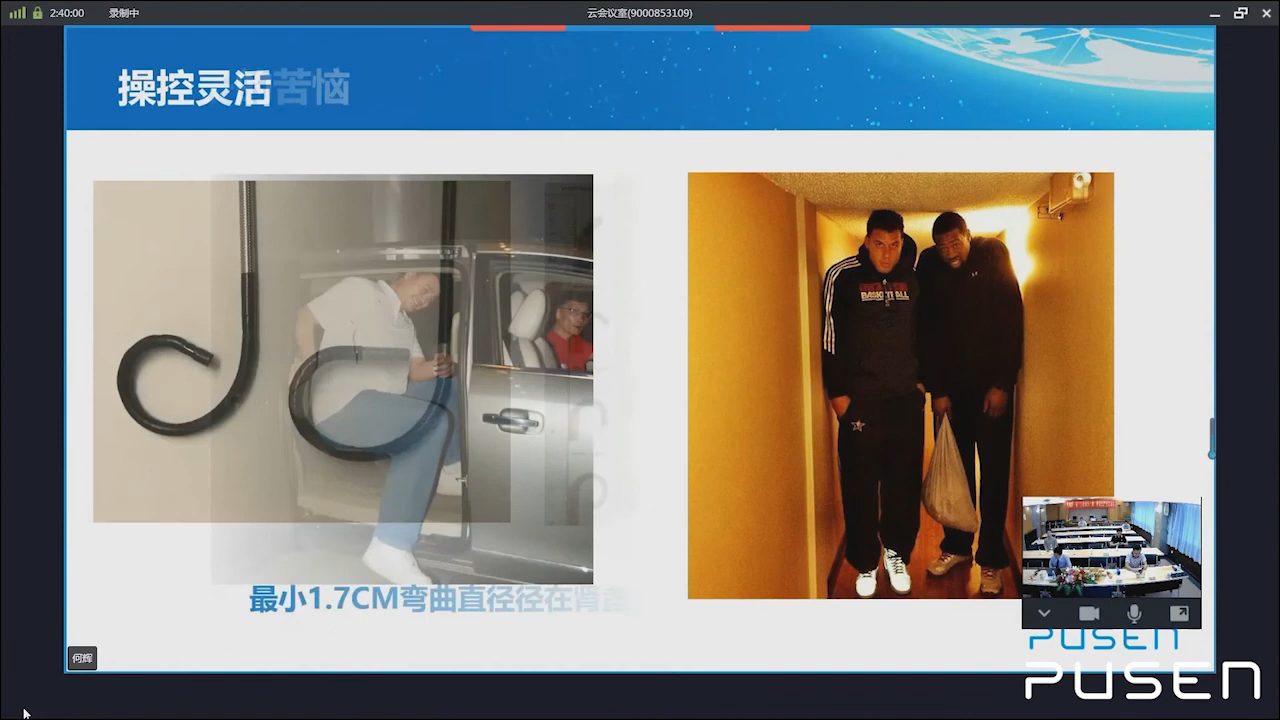 2:40:00 录制中 云会议室(9000853109)
操控灵活苦恼
BASKETBALL
最小1.7CM弯曲直径径在肾盂
何辉
PUSEN
PUSEN